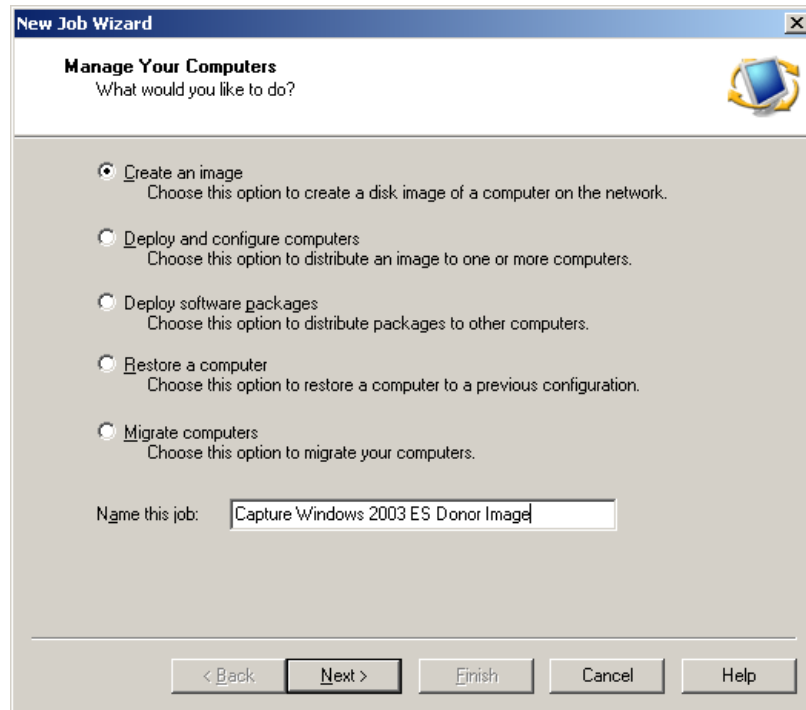 New Job Wizard
Manage Your Computers
What would you like to do?
Create an image
Choose this option to create a disk image of a computer on the network.
Deploy and configure computers
Choose this option to distribute an image to one or more computers.
Deploy software packages
Choose this option to distribute packages to other computers.
Restore a computer
Choose this option to restore a computer to a previous configuration.
Migrate computers
Choose this option to migrate your computers.
Name this job: Capture Windows 2003 ES Donor Image
< Back Next > Finish Cancel Help